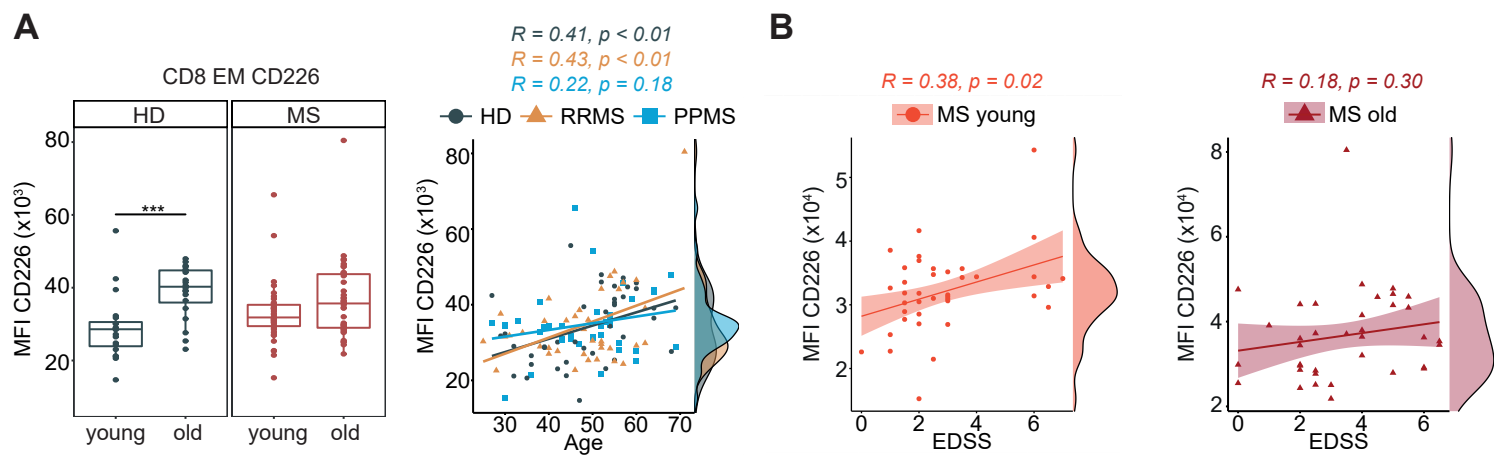 A
CD8 EM CD226
HD
MS
***
MFI CD226 (x10³)
80
60
40
20
young
old
young
old
R = 0.41, p < 0.01
R = 0.43, p < 0.01
R = 0.22, p = 0.18
HD
RRMS
PPMS
MFI CD226 (x10³)
80
60
40
20
30
40
50
60
70
Age
B
R = 0.38, p = 0.02
MS young
MFI CD226 (x10⁴)
5
4
3
2
0
2
4
6
EDSS
R = 0.18, p = 0.30
MS old
MFI CD226 (x10⁴)
8
6
4
2
0
2
4
6
EDSS